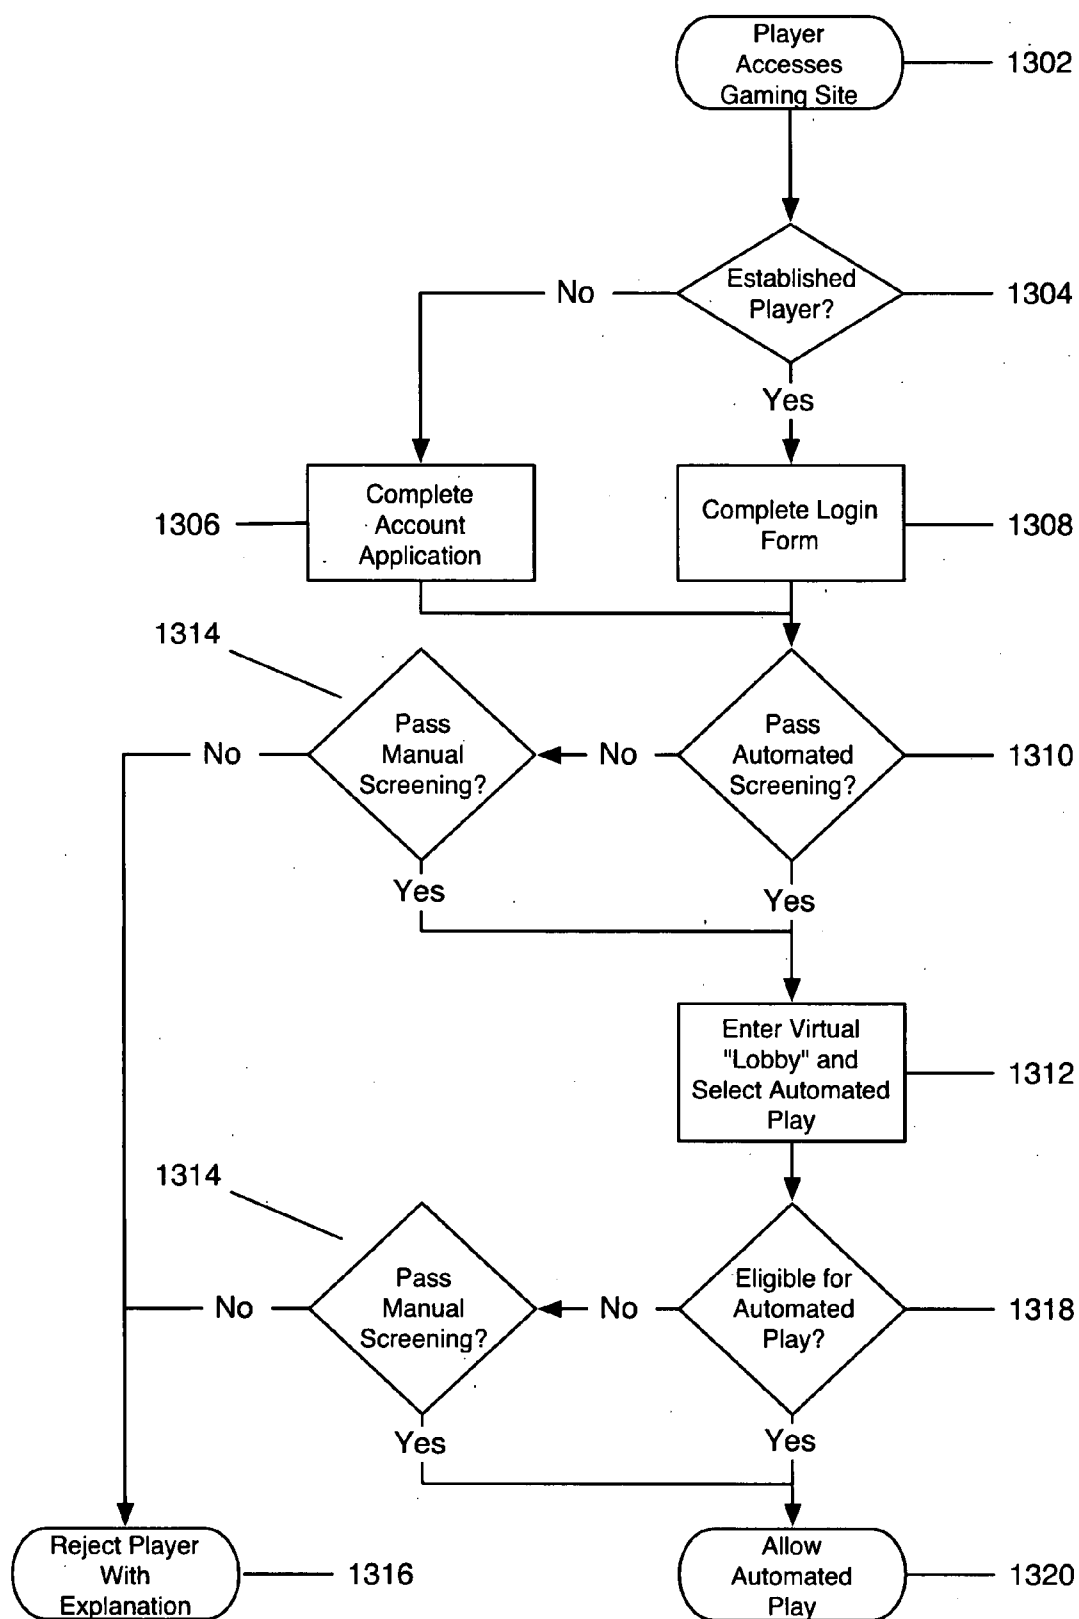 Player
Accesses
Gaming Site
1302
Established
Player?
1304
No
Yes
Complete
Account
Application
1306
Complete Login
Form
1308
1314
Pass
Manual
Screening?
No
No
Pass
Automated
Screening?
1310
Yes
Yes
Enter Virtual
"Lobby" and
Select Automated
Play
1312
1314
Pass
Manual
Screening?
No
No
Eligible for
Automated
Play?
1318
Yes
Yes
Reject Player
With
Explanation
1316
Allow
Automated
Play
1320